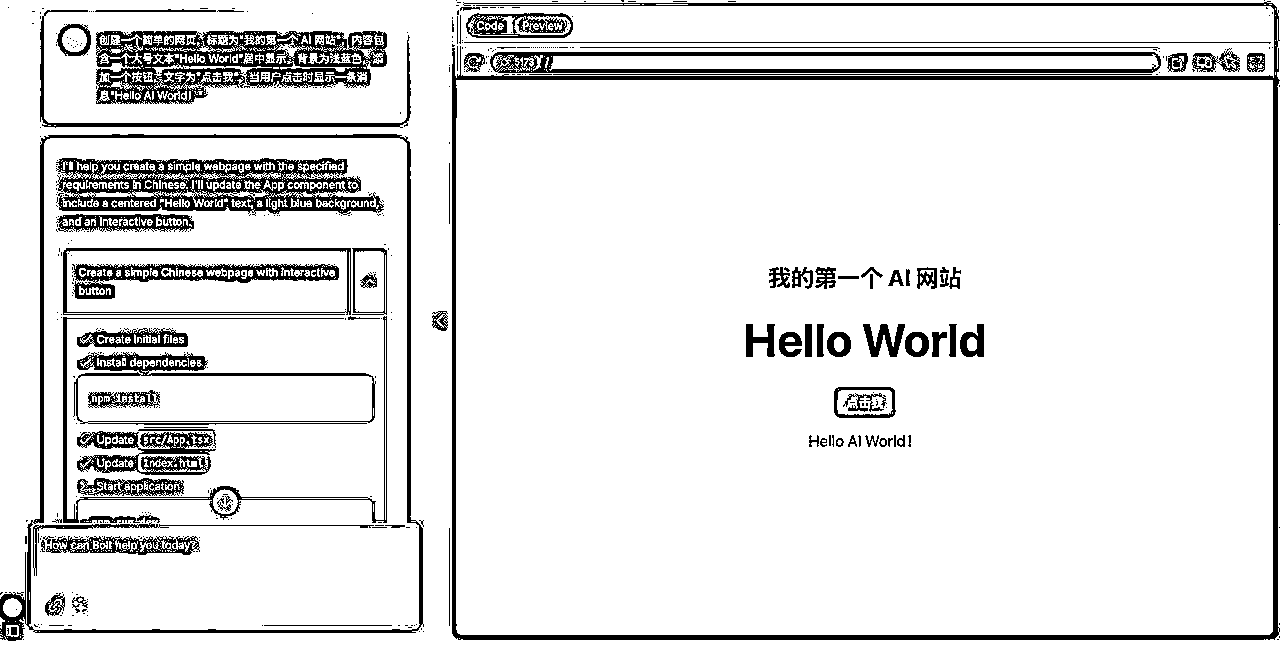 创建一个简单的网页，标题为"我的第一个 AI 网站"，内容包
含一个大号文本"Hello World"居中显示，背景为浅蓝色，添
加一个按钮，文字为"点击我"，当用户点击时显示一条消
息"Hello AI World！"
I'll help you create a simple webpage with the specified
requirements in Chinese. I'll update the App component to
include a centered "Hello World" text, a light blue background,
and an interactive button.
Create a simple Chinese webpage with interactive
button
Create initial files
Install dependencies
npm install
Update src/App.tsx
Update index.html
Start application
npm run dev
How can Bolt help you today?
Code Preview
5173 /
我的第一个 AI 网站
Hello World
点击我
Hello AI World！